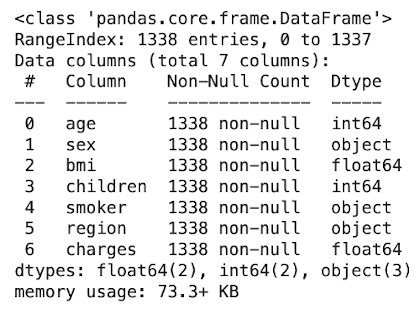 <class 'pandas.core.frame.DataFrame'>
RangeIndex: 1338 entries, 0 to 1337
Data columns (total 7 columns):
 #   Column    Non-Null Count  Dtype
---  ------    --------------  -----
 0   age       1338 non-null   int64
 1   sex       1338 non-null   object
 2   bmi       1338 non-null   float64
 3   children  1338 non-null   int64
 4   smoker    1338 non-null   object
 5   region    1338 non-null   object
 6   charges   1338 non-null   float64
dtypes: float64(2), int64(2), object(3)
memory usage: 73.3+ KB